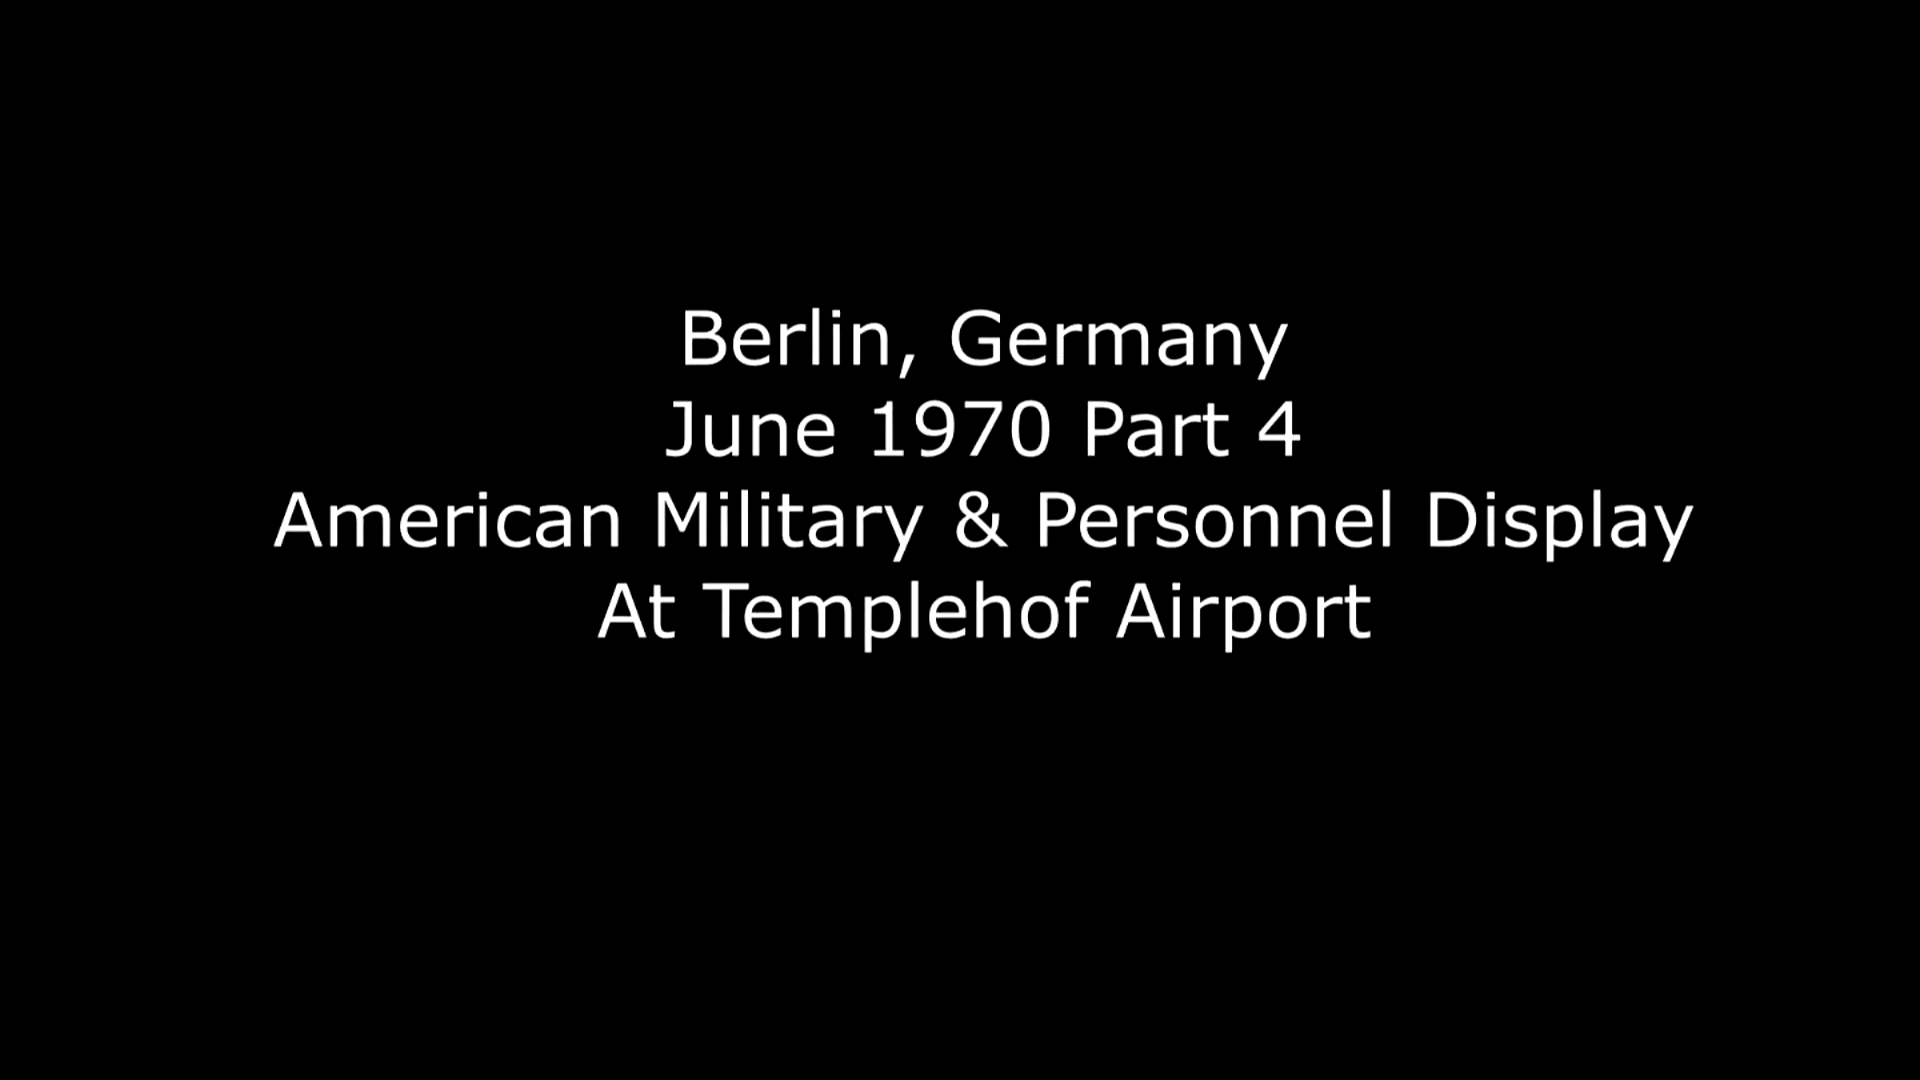 Berlin, Germany
June 1970 Part 4
American Military & Personnel Display
At Templehof Airport